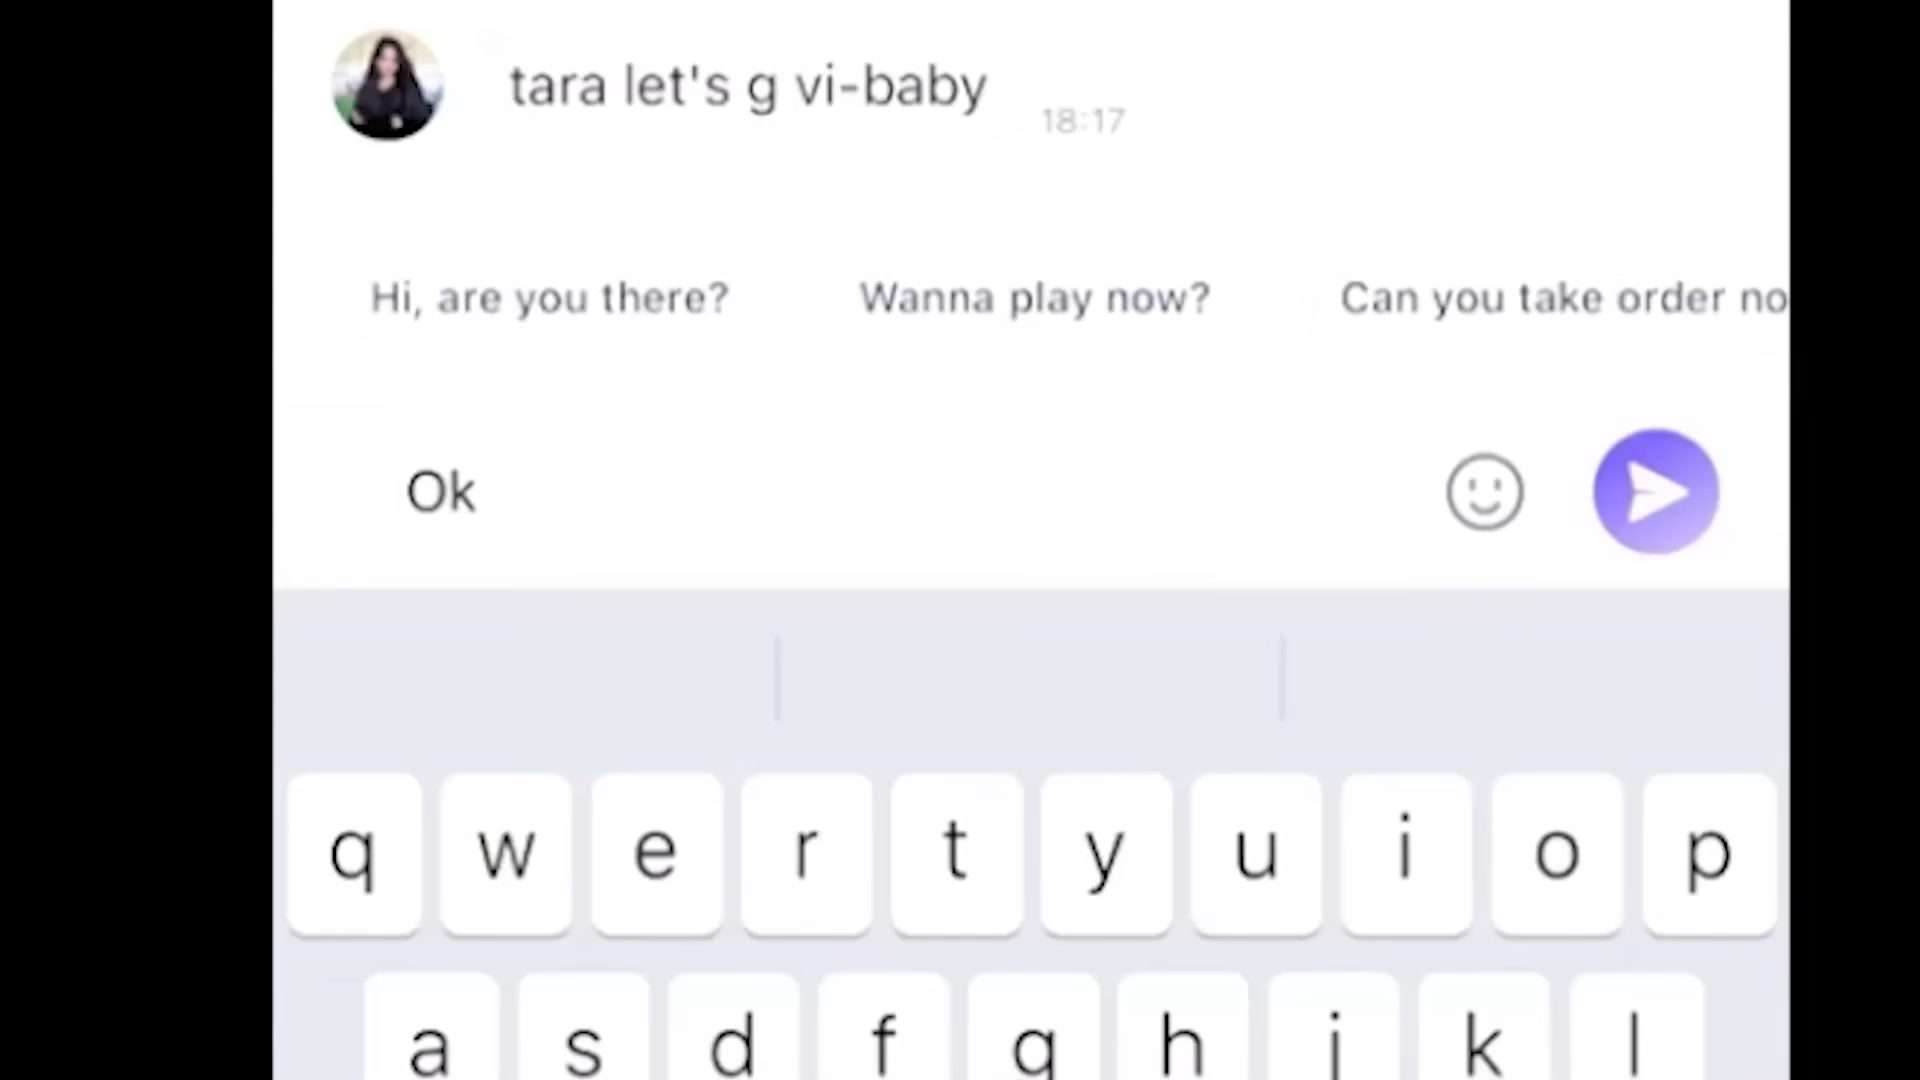 tara let's g vi-baby
18:17
Hi, are you there? Wanna play now? Can you take order no
Ok
q w e r t y u i o p
a s d f g h j k l